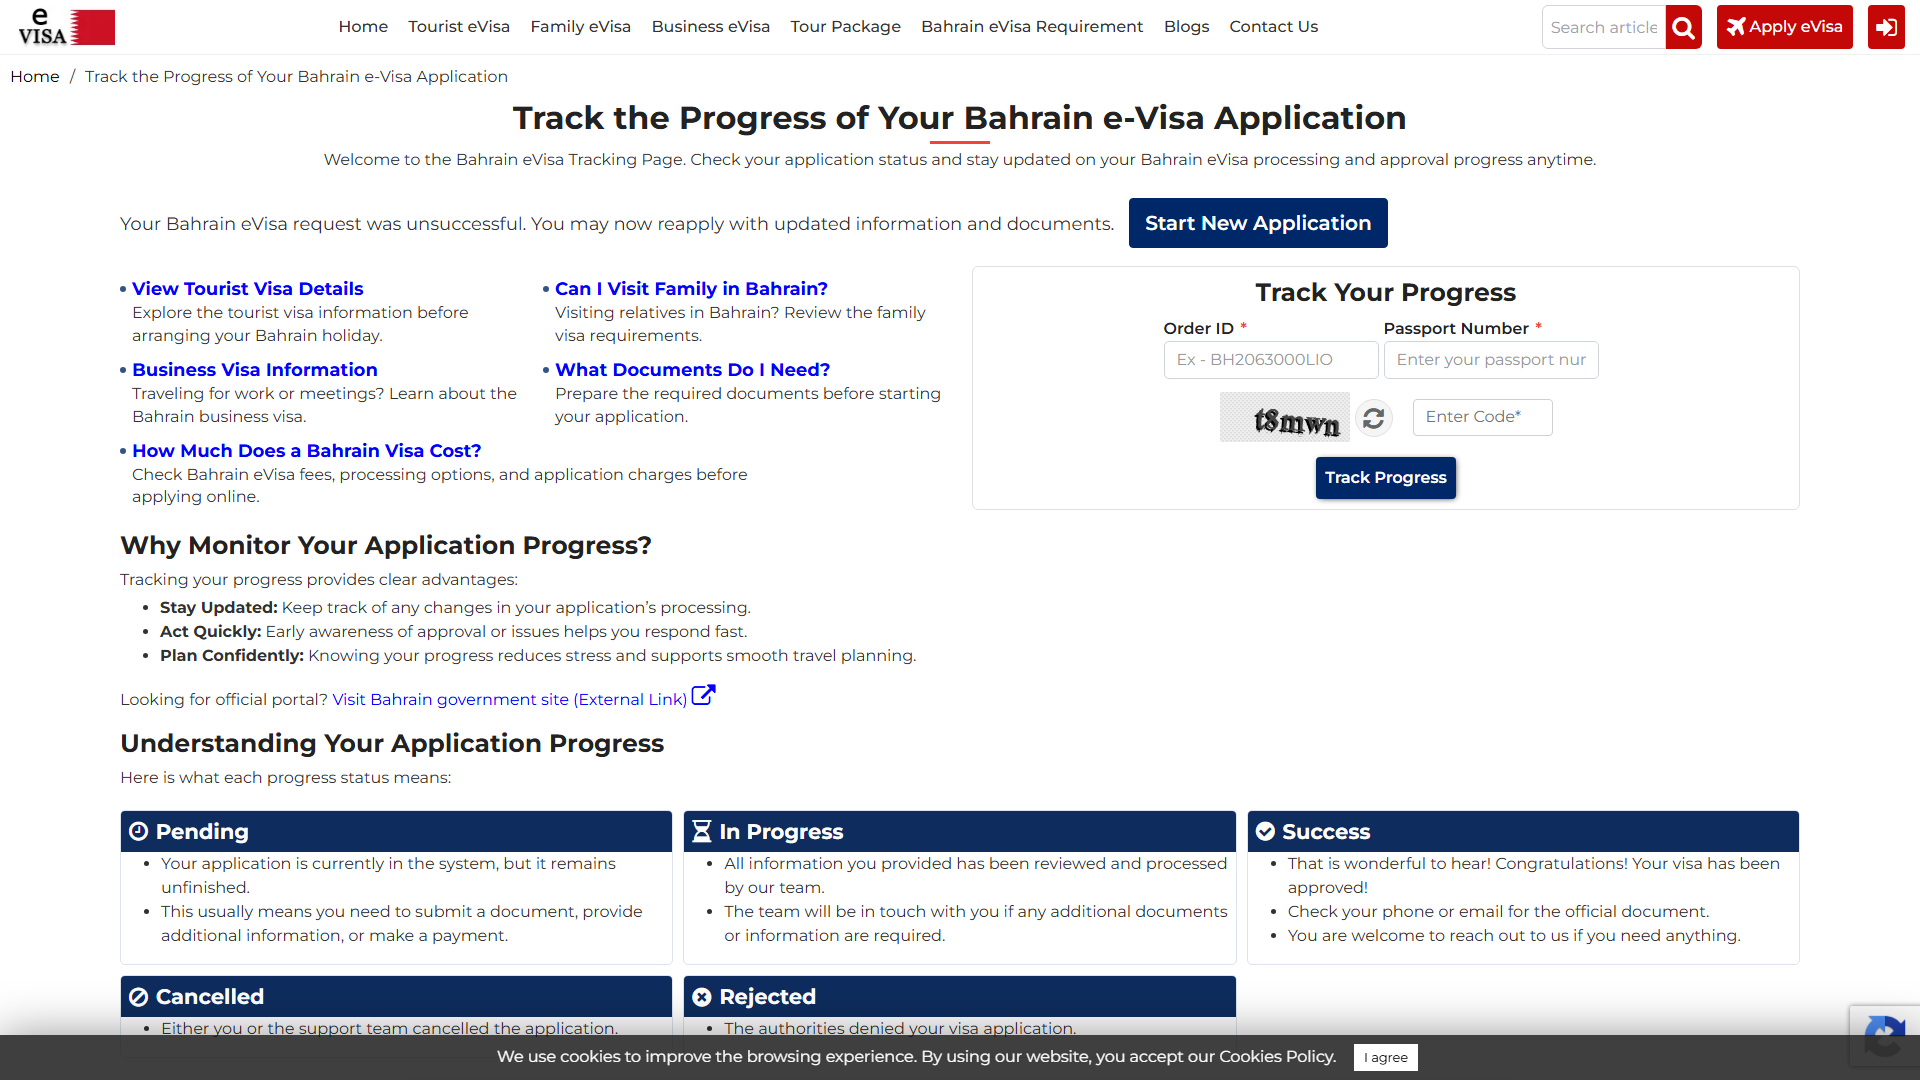 e
VISA
Home
Tourist eVisa
Family eVisa
Business eVisa
Tour Package
Bahrain eVisa Requirement
Blogs
Contact Us
Search article
Apply eVisa
Home / Track the Progress of Your Bahrain e-Visa Application
Track the Progress of Your Bahrain e-Visa Application
Welcome to the Bahrain eVisa Tracking Page. Check your application status and stay updated on your Bahrain eVisa processing and approval progress anytime.
Your Bahrain eVisa request was unsuccessful. You may now reapply with updated information and documents.
Start New Application
View Tourist Visa Details
Explore the tourist visa information before
arranging your Bahrain holiday.
Can I Visit Family in Bahrain?
Visiting relatives in Bahrain? Review the family
visa requirements.
Business Visa Information
Traveling for work or meetings? Learn about the
Bahrain business visa.
What Documents Do I Need?
Prepare the required documents before starting
your application.
How Much Does a Bahrain Visa Cost?
Check Bahrain eVisa fees, processing options, and application charges before
applying online.
Track Your Progress
Order ID *
Passport Number *
Ex - BH2063000LIO
Enter your passport nur
t8mwn
Enter Code*
Track Progress
Why Monitor Your Application Progress?
Tracking your progress provides clear advantages:
Stay Updated: Keep track of any changes in your application’s processing.
Act Quickly: Early awareness of approval or issues helps you respond fast.
Plan Confidently: Knowing your progress reduces stress and supports smooth travel planning.
Looking for official portal? Visit Bahrain government site (External Link)
Understanding Your Application Progress
Here is what each progress status means:
Pending
Your application is currently in the system, but it remains
unfinished.
This usually means you need to submit a document, provide
additional information, or make a payment.
In Progress
All information you provided has been reviewed and processed
by our team.
The team will be in touch with you if any additional documents
or information are required.
Success
That is wonderful to hear! Congratulations! Your visa has been
approved!
Check your phone or email for the official document.
You are welcome to reach out to us if you need anything.
Cancelled
Either you or the support team cancelled the application.
Rejected
The authorities denied your visa application.
We use cookies to improve the browsing experience. By using our website, you accept our Cookies Policy.
I agree